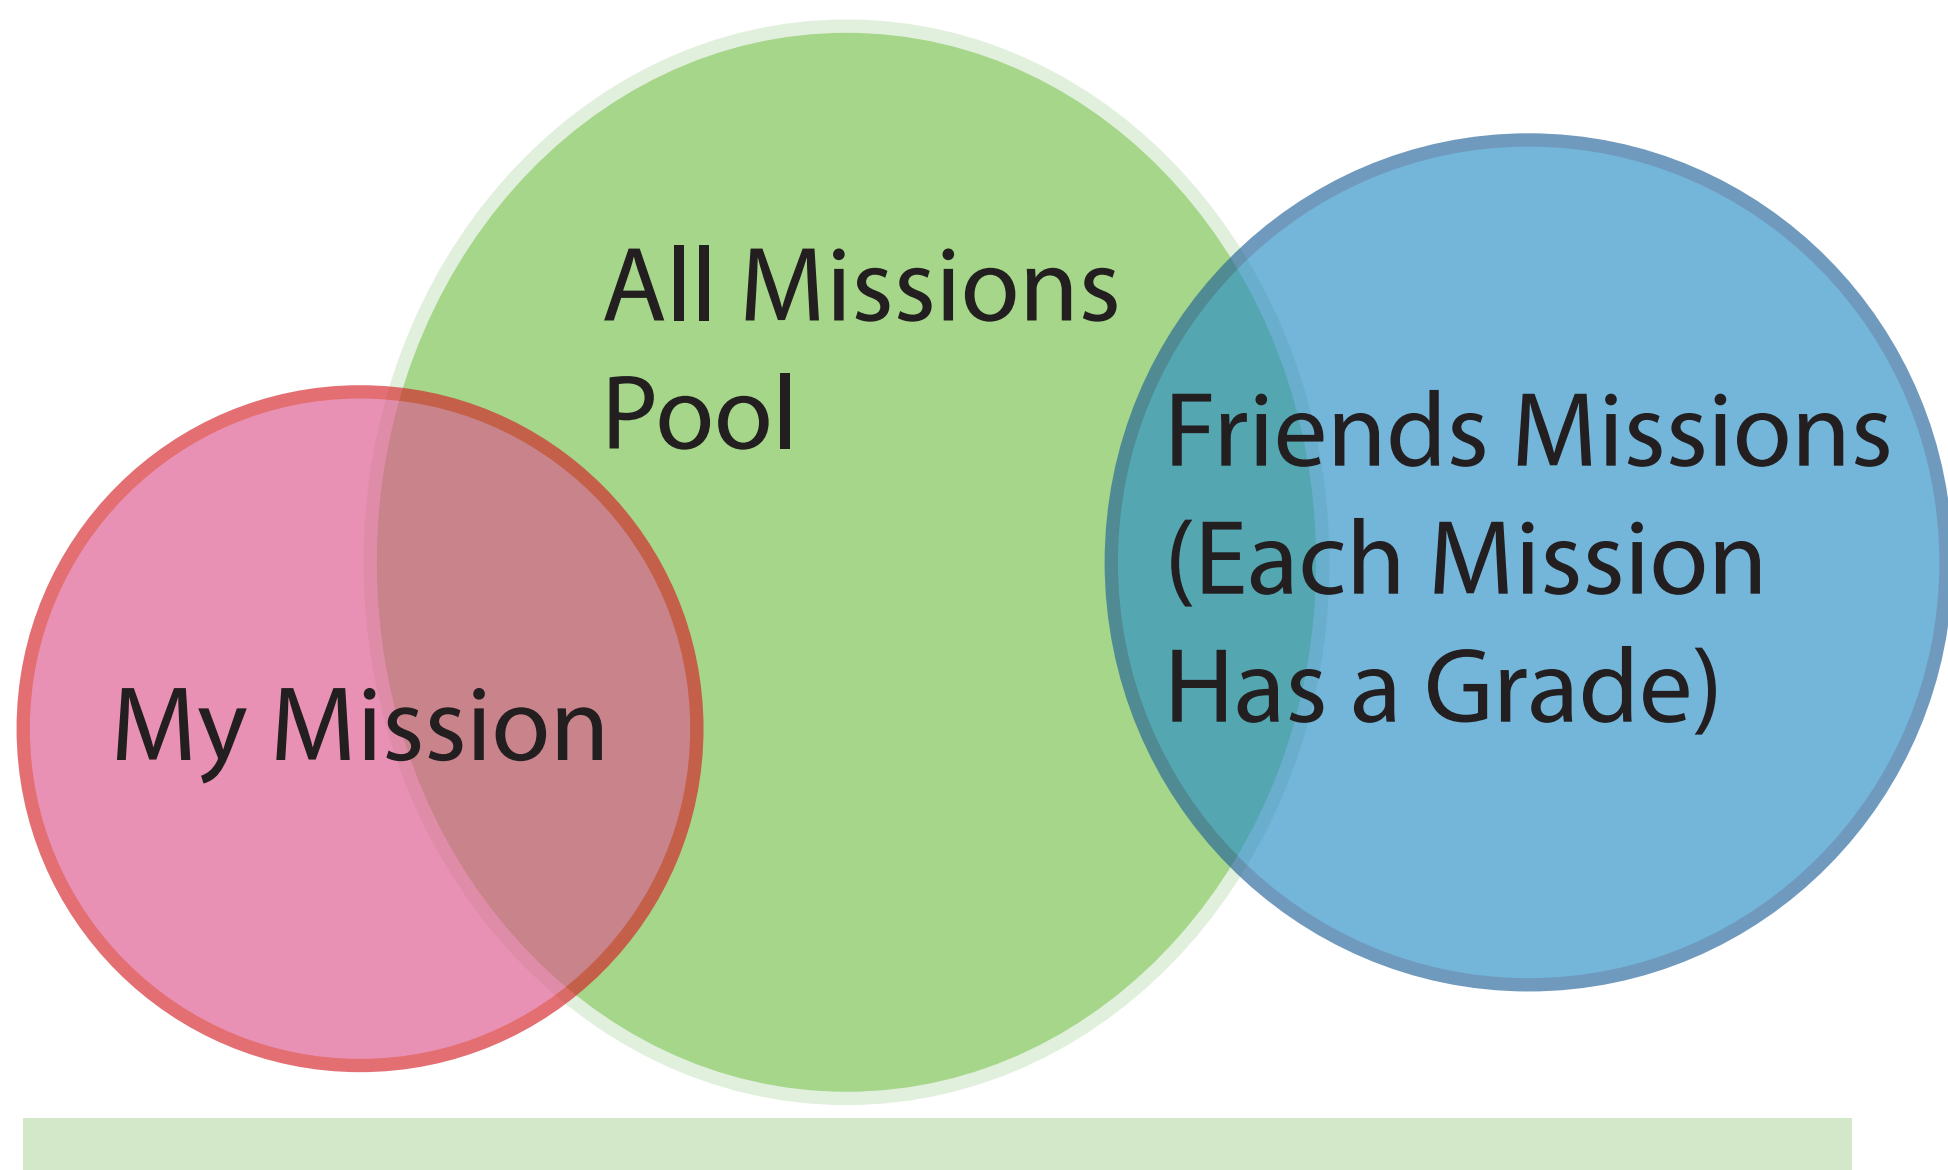 All Missions
Pool
Friends Missions
(Each Mission
Has a Grade)
My Mission